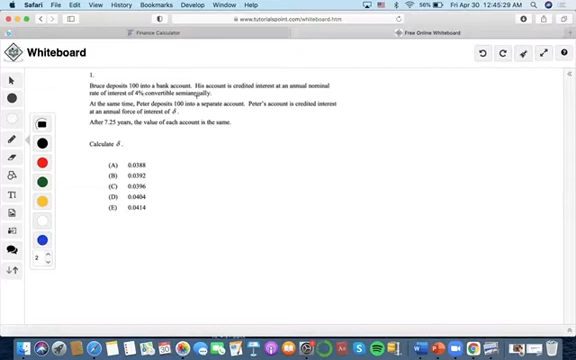 Safari File Edit View History Bookmarks Develop Window Help
56% Fri Apr 30 12:45:29 AM
www.tutorialspoint.com/whiteboard.htm
Finance Calculator
Free Online Whiteboard
Whiteboard
1.
Bruce deposits 100 into a bank account. His account is credited interest at an annual nominal
rate of interest of 4% convertible semiannually.
At the same time, Peter deposits 100 into a separate account. Peter's account is credited interest
at an annual force of interest of δ.
After 7.25 years, the value of each account is the same.
Calculate δ.
(A) 0.0388
(B) 0.0392
(C) 0.0396
(D) 0.0404
(E) 0.0414
TI
2